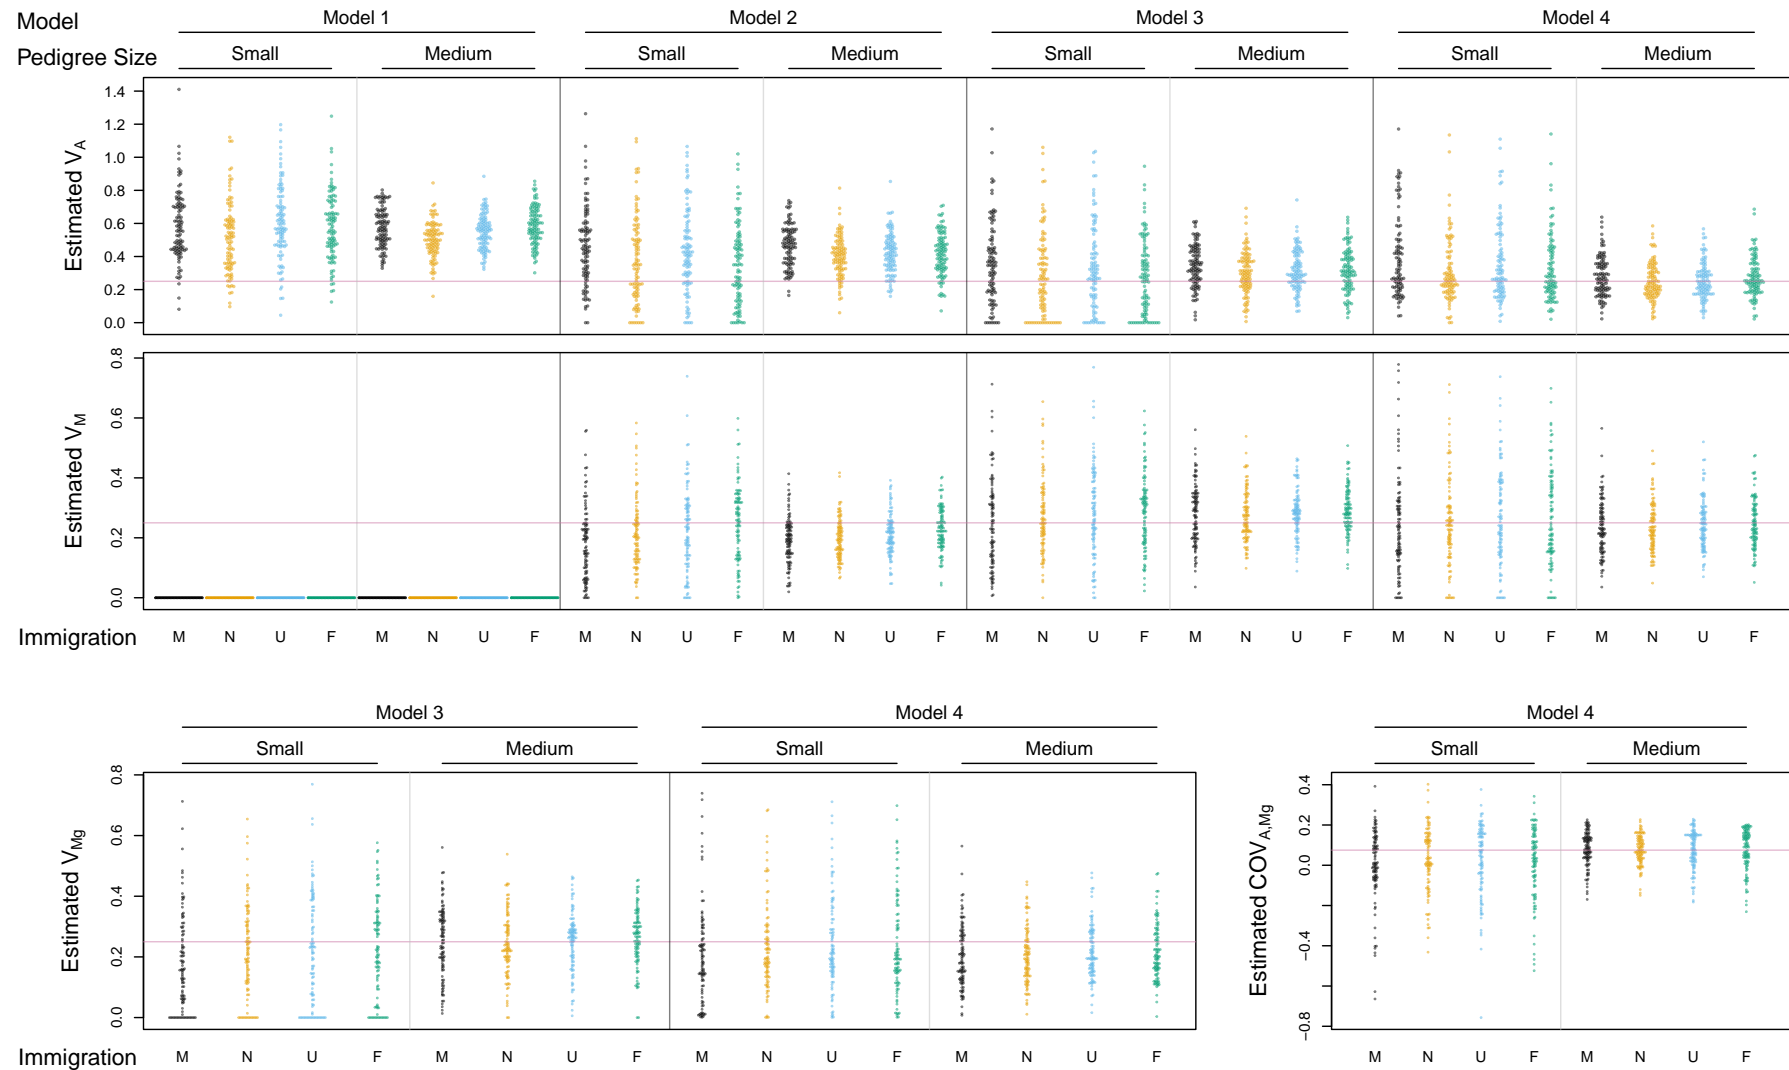 Model Model 1 Model 2 Model 3 Model 4
Pedigree Size Small Medium Small Medium Small Medium Small Medium
Estimated V_A
1.4
1.2
1.0
0.8
0.6
0.4
0.2
0.0
Estimated V_M
0.8
0.6
0.4
0.2
0.0
Immigration M N U F M N U F M N U F M N U F M N U F M N U F M N U F M N U F
Model 3 Model 4
Small Medium Small Medium
Estimated V_Mg
0.8
0.6
0.4
0.2
0.0
Immigration M N U F M N U F M N U F M N U F
Model 4
Small Medium
Estimated COV_A,Mg
0.4
0.2
0.0
−0.4
−0.8
M N U F M N U F